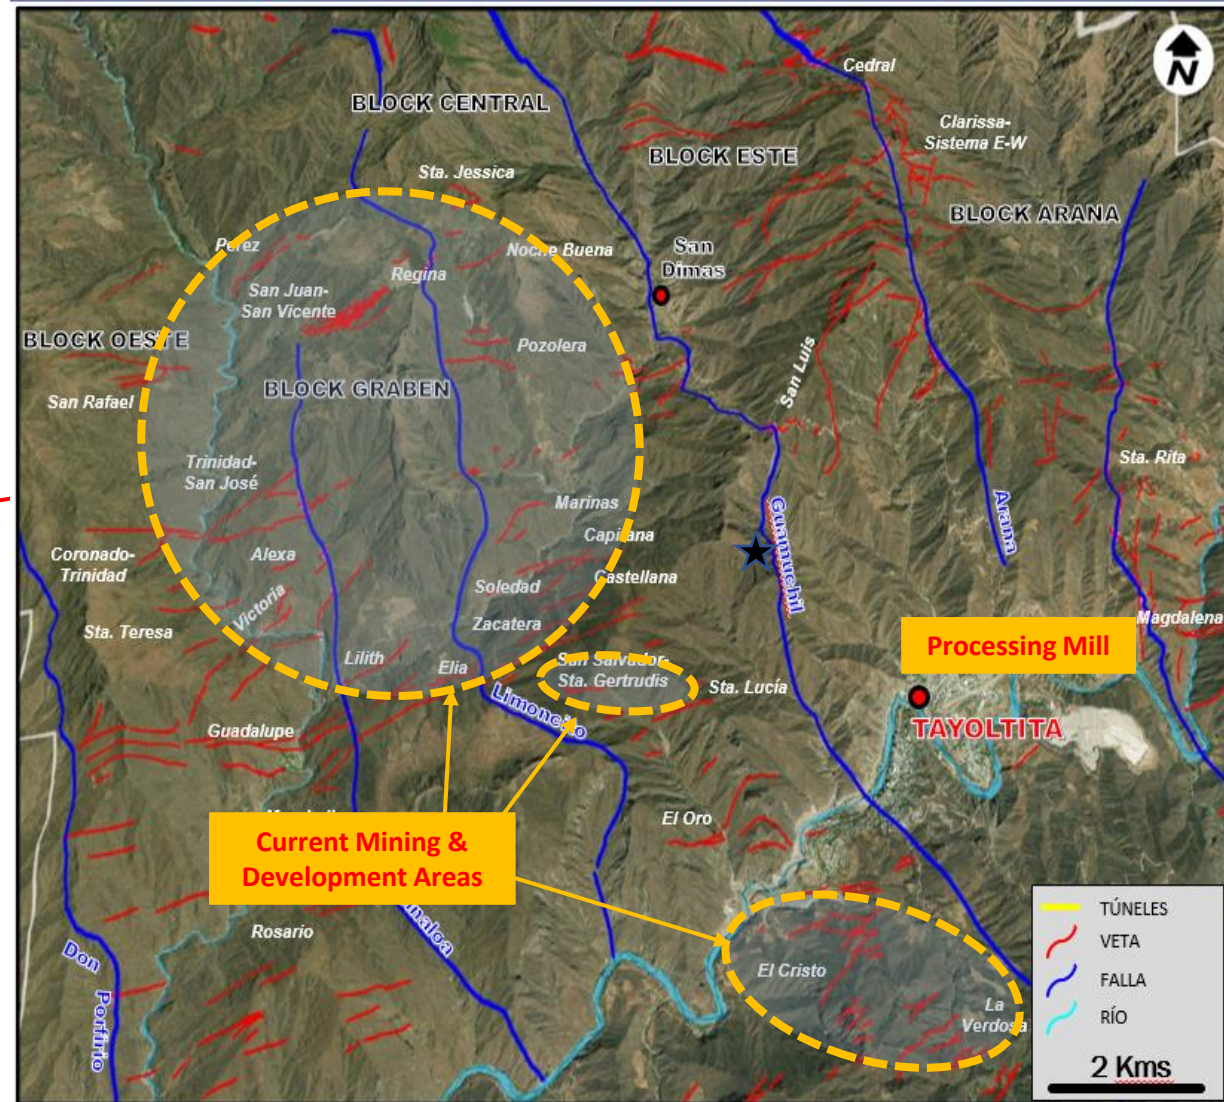 N
Cedral
BLOCK CENTRAL
Clarissa-
Sistema E-W
BLOCK ESTE
Sta. Jessica
BLOCK ARANA
Perez
Noche Buena
San
Dimas
Regina
San Juan-
San Vicente
BLOCK OESTE
Pozolera
San Luis
BLOCK GRABEN
San Rafael
Trinidad-
San José
Sta. Rita
Marinas
Guamuchil
Arana
Capitana
Coronado-
Trinidad
Alexa
Castellana
Soledad
Victoria
Zacatera
Sta. Teresa
Magdalena
Processing Mill
Lilith
Elia
San Salvador-
Sta. Gertrudis
Sta. Lucía
Limoncito
TAYOLTITA
Guadalupe
El Oro
Current Mining &
Development Areas
Rosario
Don
Porfirio
El Cristo
La
Verdosa
TÚNELES
VETA
FALLA
RÍO
2 Kms